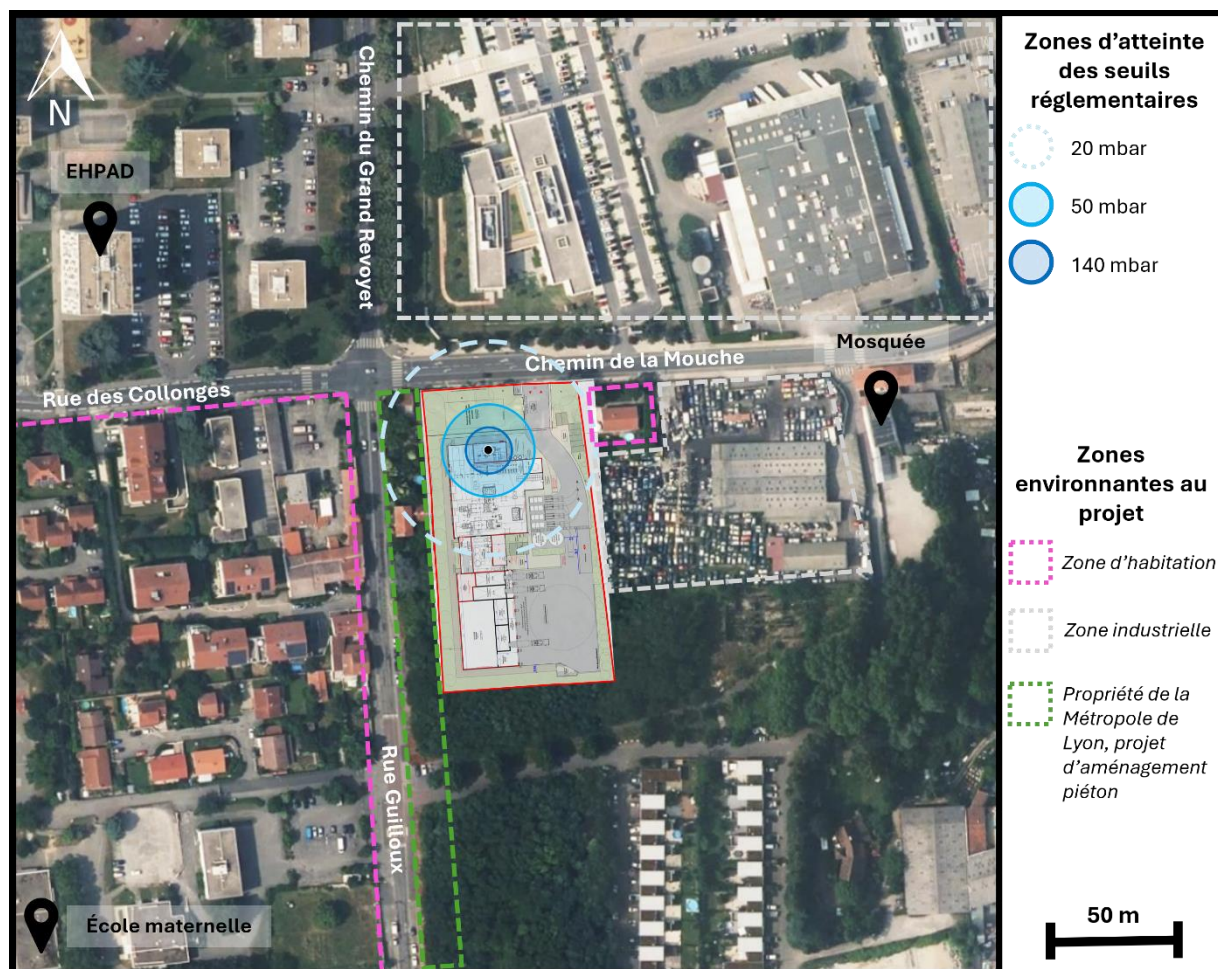 N
EHPAD
Chemin du Grand Revoyet
Rue des Collonges
Chemin de la Mouche
Mosquée
Rue Guilloux
École maternelle
Zones d’atteinte
des seuils
réglementaires
20 mbar
50 mbar
140 mbar
Zones
environnantes au
projet
Zone d’habitation
Zone industrielle
Propriété de la
Métropole de
Lyon, projet
d’aménagement
piéton
50 m